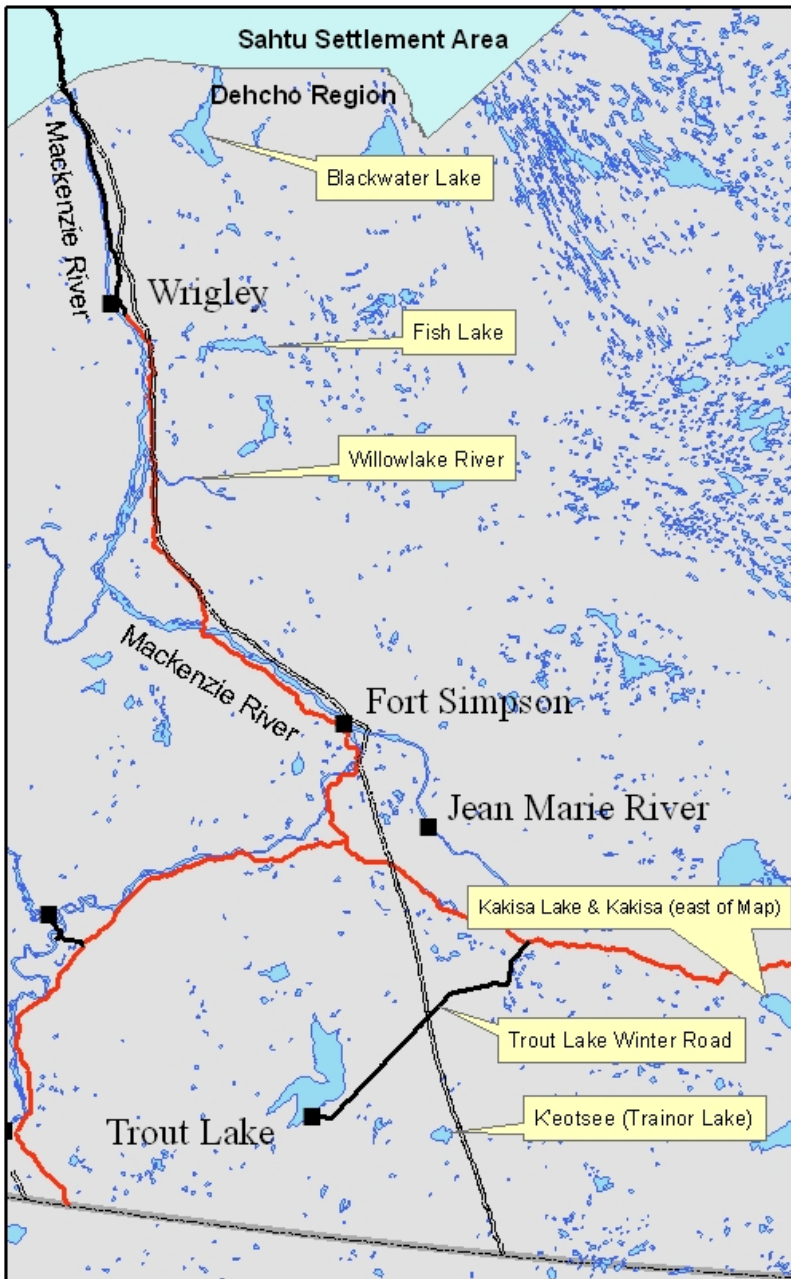 Sahtu Settlement Area
Dehcho Region
Mackenzie River
Blackwater Lake
Wrigley
Fish Lake
Willowlake River
Mackenzie River
Fort Simpson
Jean Marie River
Kakisa Lake & Kakisa (east of Map)
Trout Lake Winter Road
Trout Lake
K'eotsee (Trainor Lake)